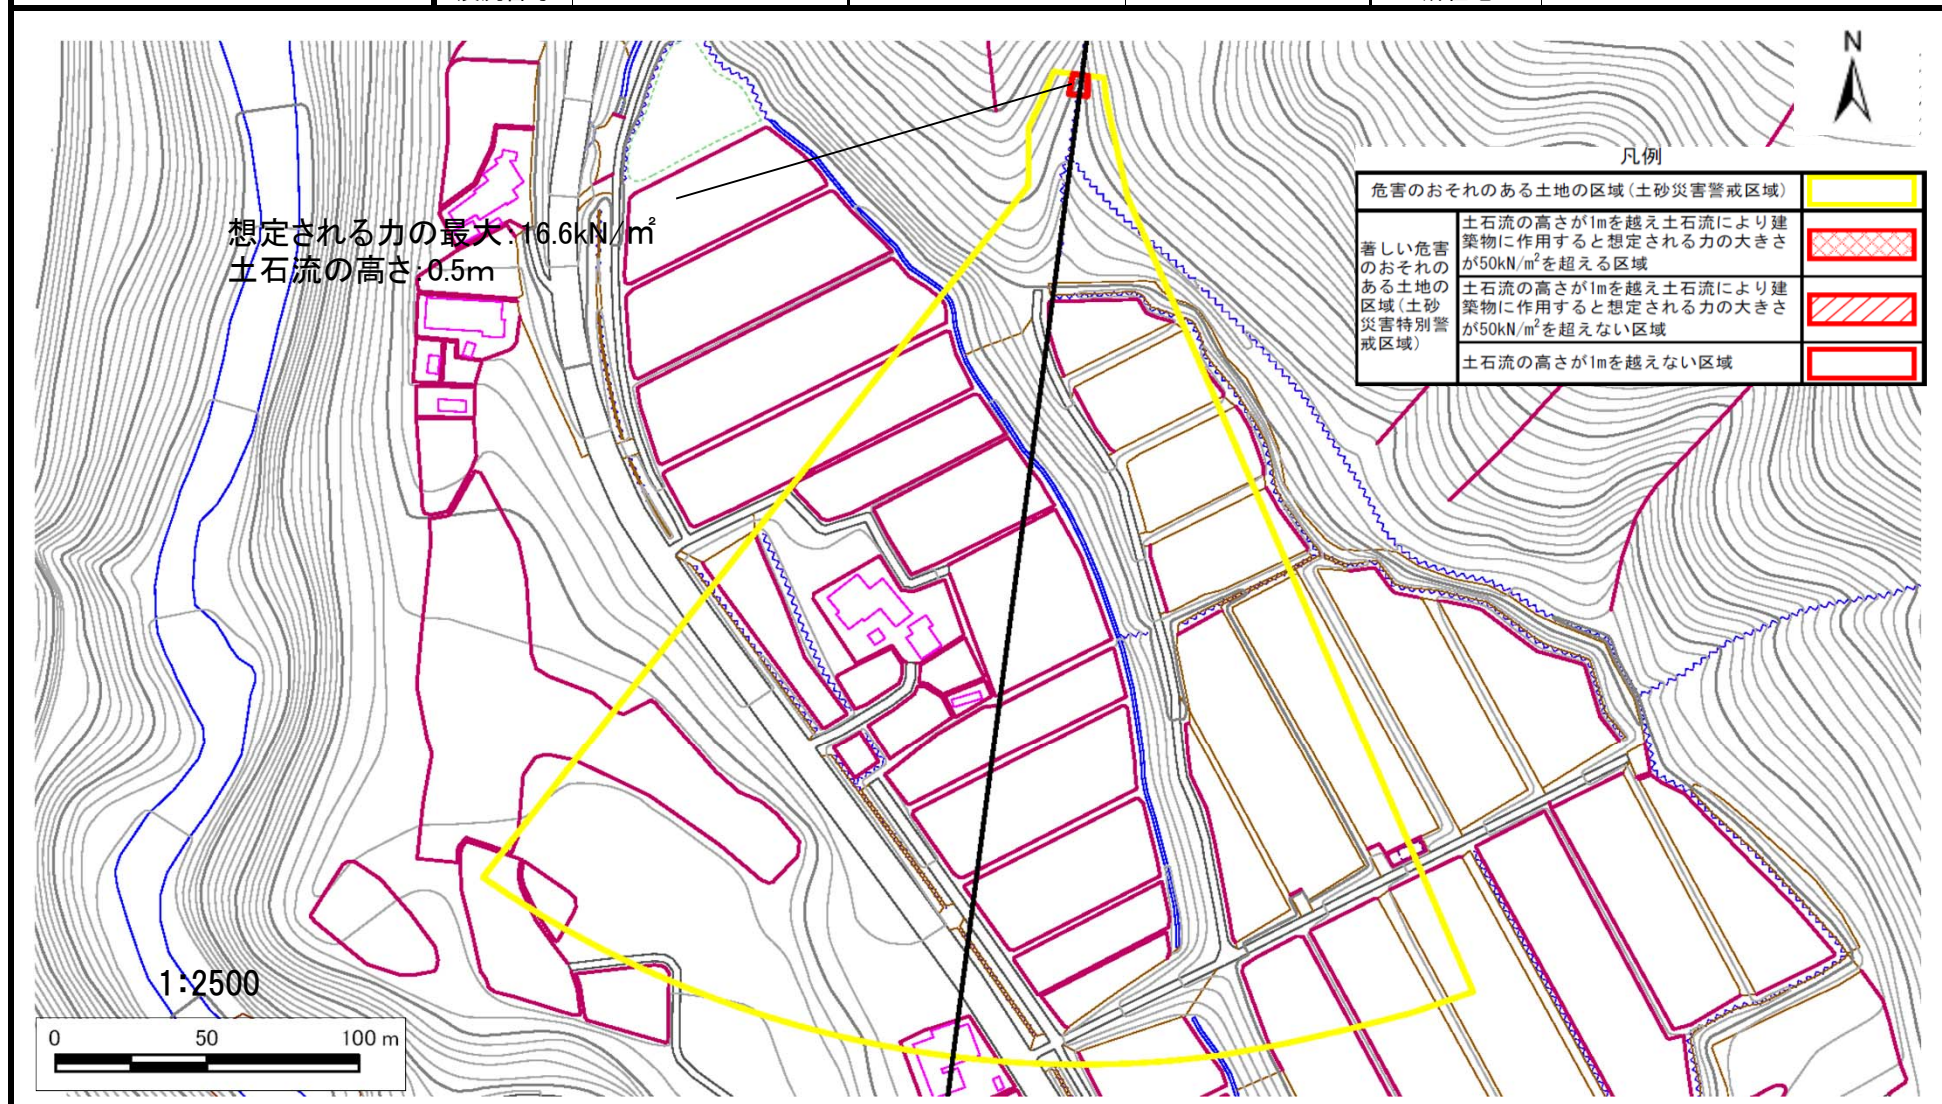 N
凡例
危害のおそれのある土地の区域(土砂災害警戒区域)
著しい危害
のおそれの
ある土地の
区域(土砂
災害特別警
戒区域)
土石流の高さが1mを越え土石流により建
築物に作用すると想定される力の大きさ
が50kN/m²を超える区域
土石流の高さが1mを越え土石流により建
築物に作用すると想定される力の大きさ
が50kN/m²を超えない区域
土石流の高さが1mを越えない区域
想定される力の最大:16.6kN/㎡
土石流の高さ:0.5m
1:2500
0 50 100 m